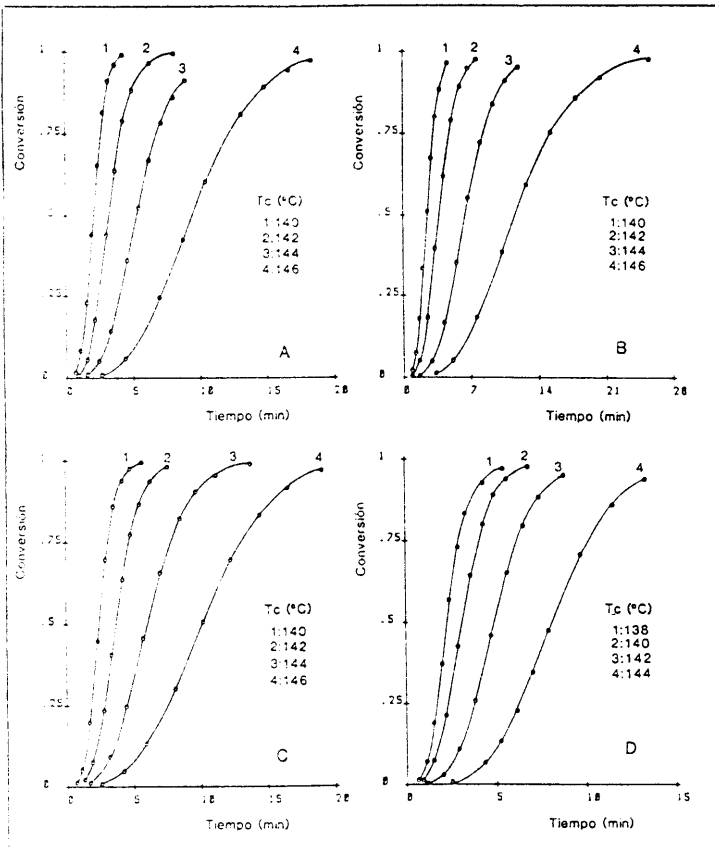 1 2 3 4
Conversión
1
.75
.5
.25
0
Tc (°C)
1:140
2:142
3:144
4:146
A
0 5 10 15 20
Tiempo (min)
1 2 3 4
Conversión
1
.75
.5
.25
0
Tc (°C)
1:140
2:142
3:144
4:146
B
0 7 14 21 28
Tiempo (min)
1 2 3 4
Conversión
1
.75
.5
.25
0
Tc (°C)
1:140
2:142
3:144
4:146
C
0 5 10 15 20
Tiempo (min)
1 2 3 4
Conversión
1
.75
.5
.25
0
Tc (°C)
1:138
2:140
3:142
4:144
D
0 5 10 15
Tiempo (min)